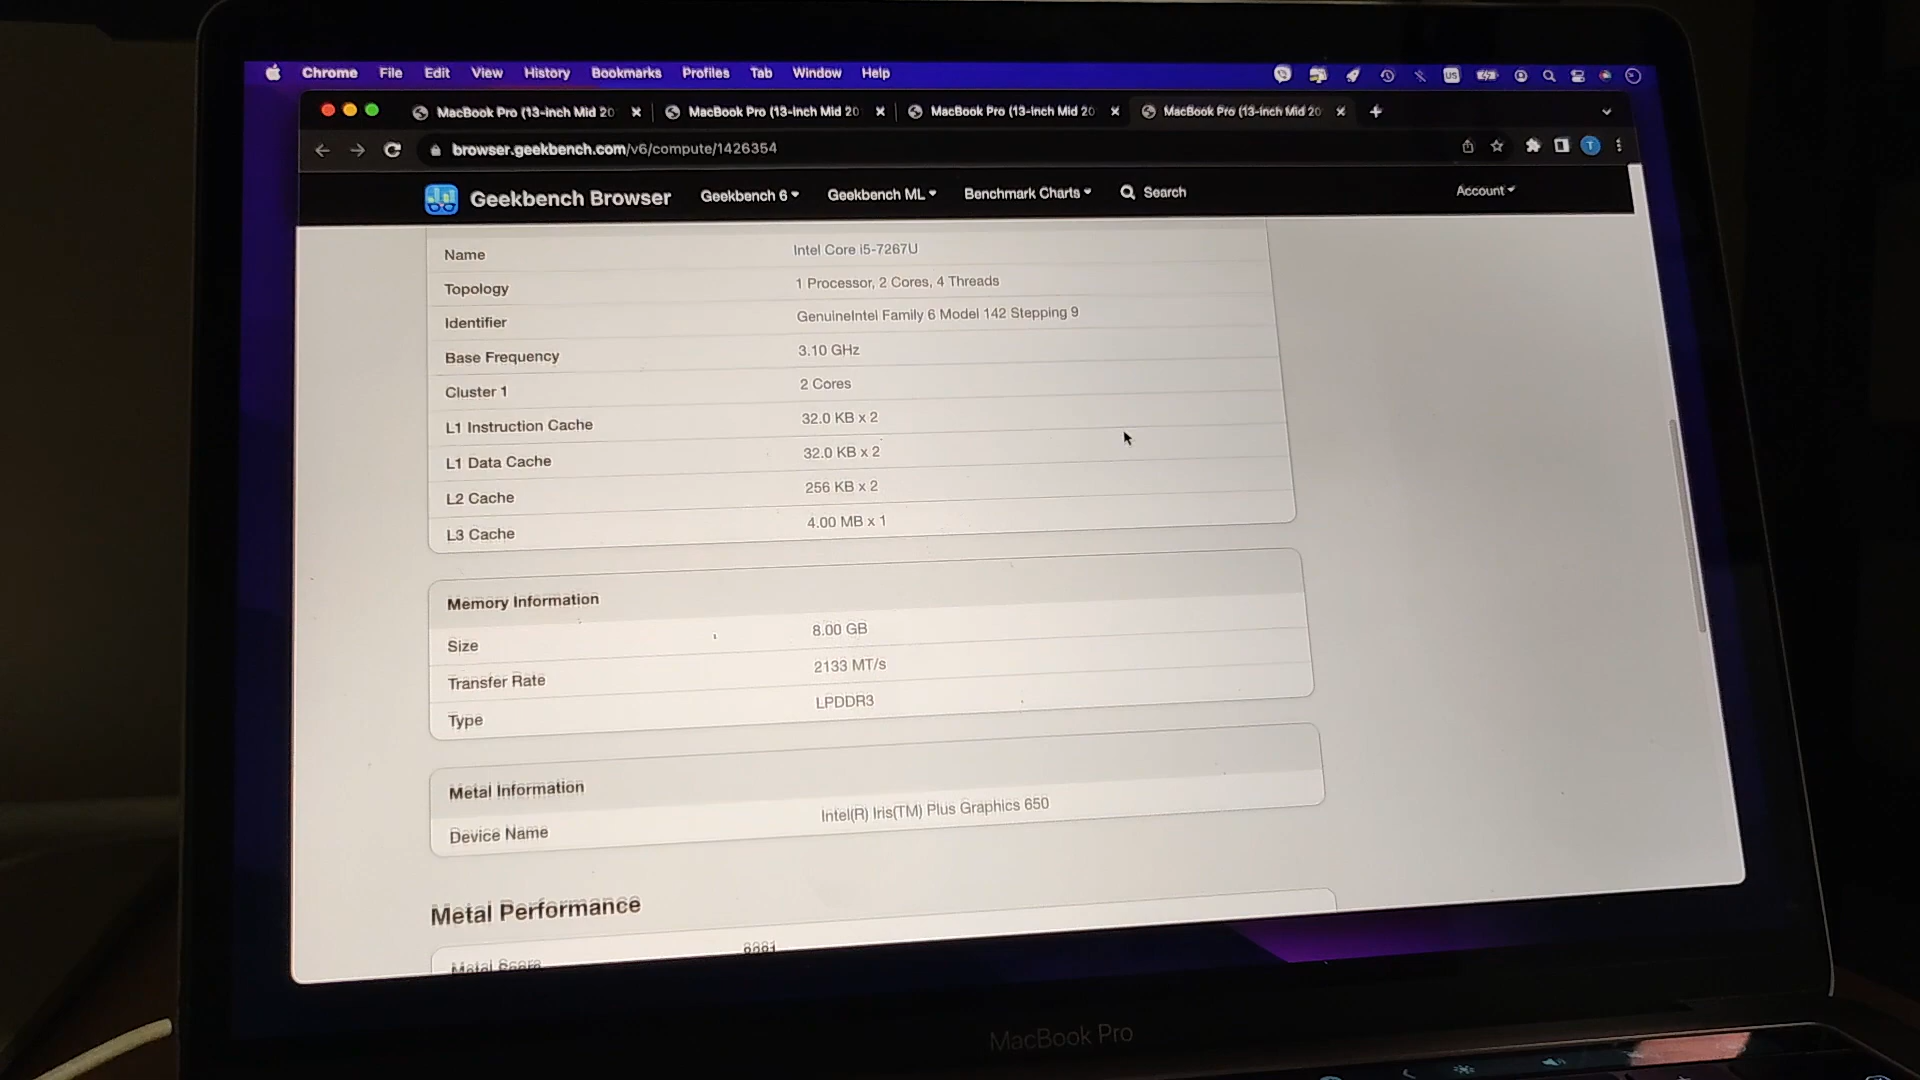 Chrome File Edit View History Bookmarks Profiles Tab Window Help US
MacBook Pro (13-inch Mid 20 MacBook Pro (13-inch Mid 20 MacBook Pro (13-inch Mid 20 MacBook Pro (13-inch Mid 20
browser.geekbench.com/v6/compute/1426354 T
Geekbench Browser Geekbench 6 Geekbench ML Benchmark Charts Search Account
Name Intel Core i5-7267U
Topology 1 Processor, 2 Cores, 4 Threads
Identifier GenuineIntel Family 6 Model 142 Stepping 9
Base Frequency 3.10 GHz
Cluster 1 2 Cores
L1 Instruction Cache 32.0 KB x 2
L1 Data Cache 32.0 KB x 2
L2 Cache 256 KB x 2
L3 Cache 4.00 MB x 1
Memory Information
Size 8.00 GB
Transfer Rate 2133 MT/s
Type LPDDR3
Metal Information
Device Name Intel(R) Iris(TM) Plus Graphics 650
Metal Performance
Metal Score
MacBook Pro